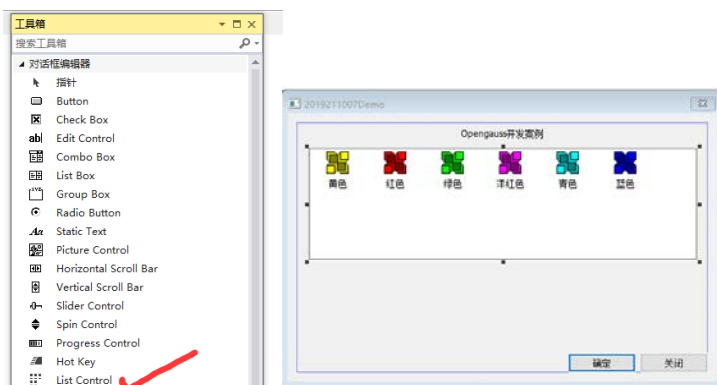 工具箱
搜索工具箱
对话框编辑器
指针
Button
Check Box
Edit Control
Combo Box
List Box
Group Box
Radio Button
Static Text
Picture Control
Horizontal Scroll Bar
Vertical Scroll Bar
Slider Control
Spin Control
Progress Control
Hot Key
List Control
2019211007Demo
Opengauss开发案例
黄色 红色 绿色 洋红色 青色 蓝色
确定 关闭